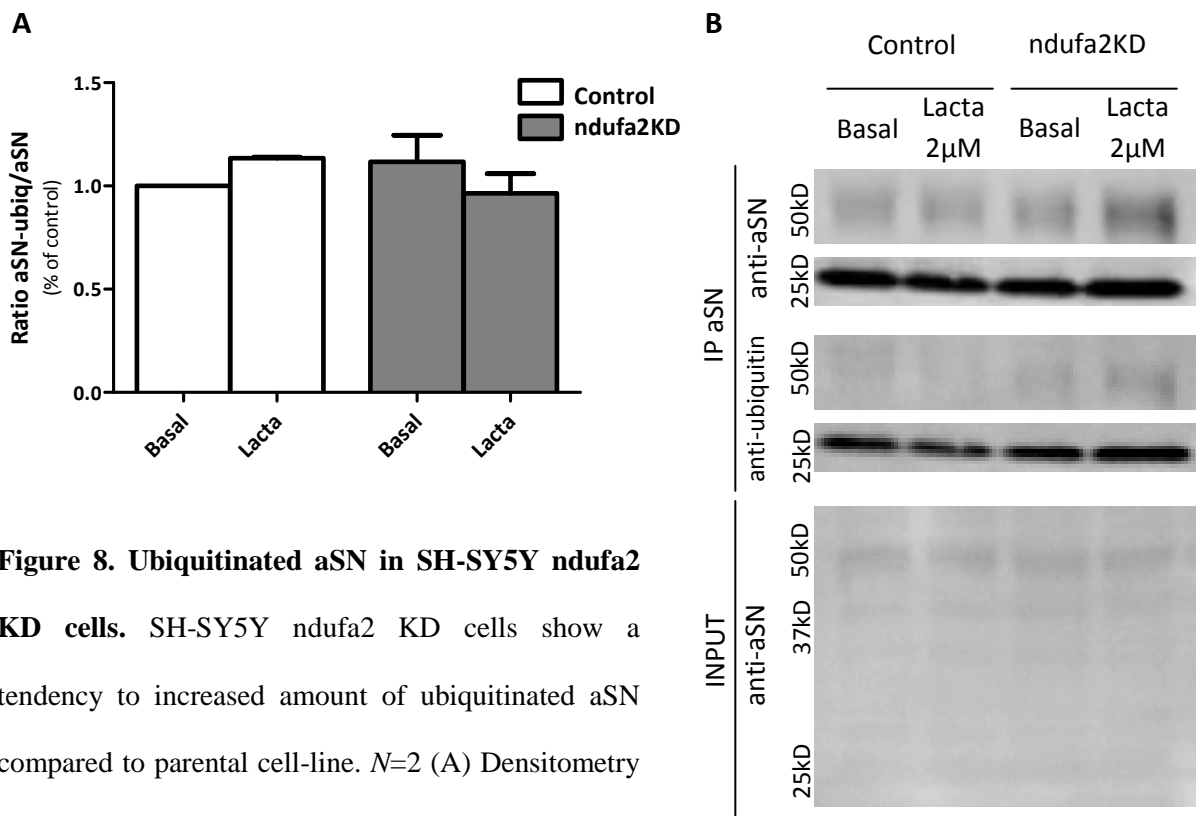 A
1.5
1.0
0.5
0.0
Ratio aSN-ubiq/aSN
(% of control)
Control
ndufa2KD
Basal
Lacta
Basal
Lacta
B
Control
ndufa2KD
Basal
Lacta
2µM
Basal
Lacta
2µM
IP aSN
anti-aSN
50kD
25kD
anti-ubiquitin
50kD
25kD
INPUT
anti-aSN
50kD
37kD
25kD
Figure 8. Ubiquitinated aSN in SH-SY5Y ndufa2
KD cells. SH-SY5Y ndufa2 KD cells show a
tendency to increased amount of ubiquitinated aSN
compared to parental cell-line. N=2 (A) Densitometry